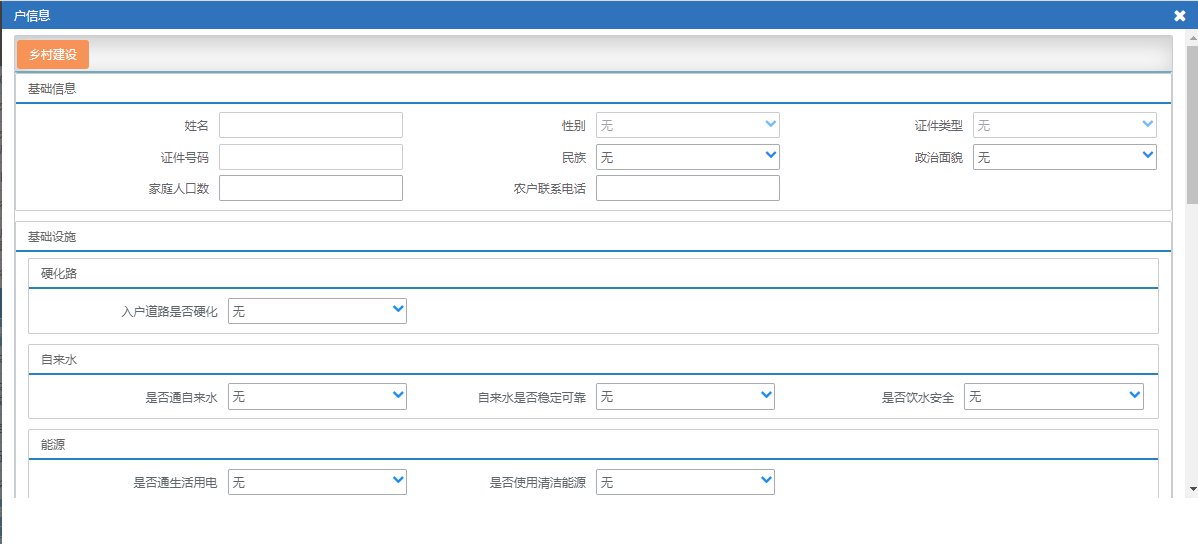 户信息
乡村建设
基础信息
姓名 性别 无 证件类型 无
证件号码 民族 无 政治面貌 无
家庭人口数 农户联系电话
基础设施
硬化路
入户道路是否硬化 无
自来水
是否通自来水 无 自来水是否稳定可靠 无 是否饮水安全 无
能源
是否通生活用电 无 是否使用清洁能源 无